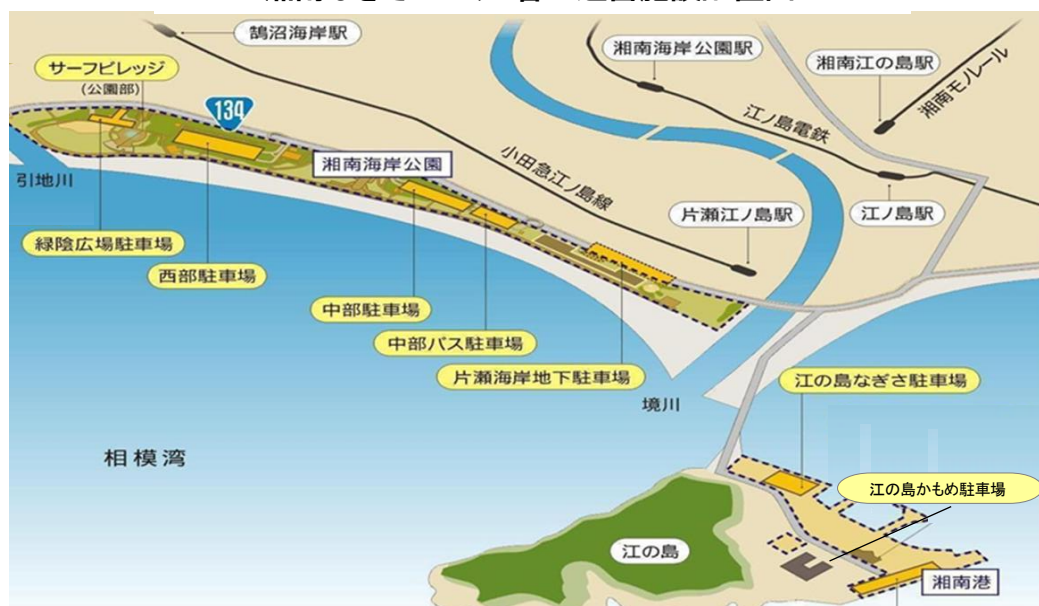 鵠沼海岸駅
湘南海岸公園駅
湘南江の島駅
湘南モノレール
サーフビレッジ
(公園部)
134
江ノ島電鉄
湘南海岸公園
小田急江ノ島線
引地川
片瀬江ノ島駅
江ノ島駅
緑陰広場駐車場
西部駐車場
中部駐車場
中部バス駐車場
片瀬海岸地下駐車場
江の島なぎさ駐車場
境川
相模湾
江の島かもめ駐車場
江の島
湘南港